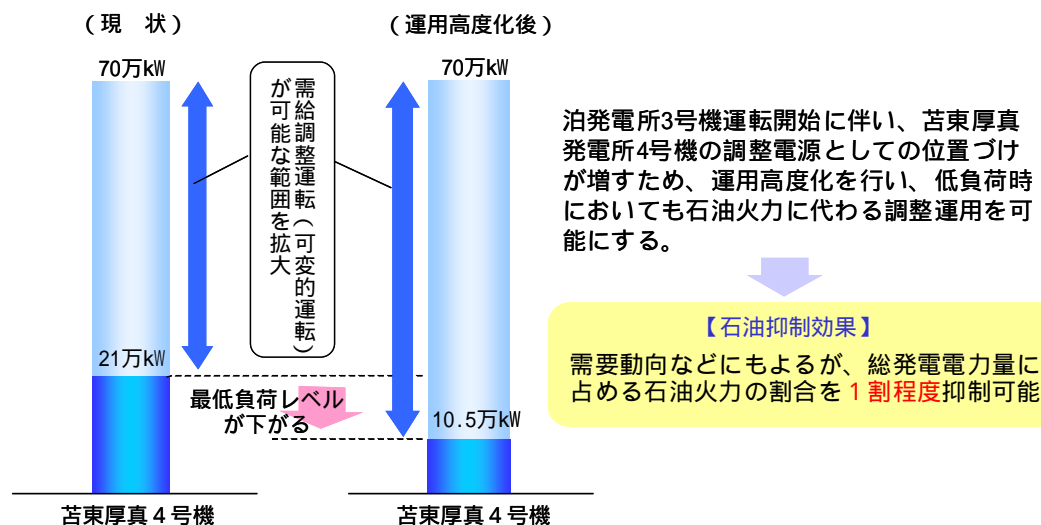 (現　状)
(運用高度化後)
70万kW
70万kW
需給調整運転(可変的運転)
が可能な範囲を拡大
21万kW
最低負荷レベル
が下がる
10.5万kW
苫東厚真4号機
苫東厚真4号機
泊発電所3号機運転開始に伴い、苫東厚真
発電所4号機の調整電源としての位置づけ
が増すため、運用高度化を行い、低負荷時
においても石油火力に代わる調整運用を可
能にする。
【石油抑制効果】
需要動向などにもよるが、総発電電力量に
占める石油火力の割合を1割程度抑制可能